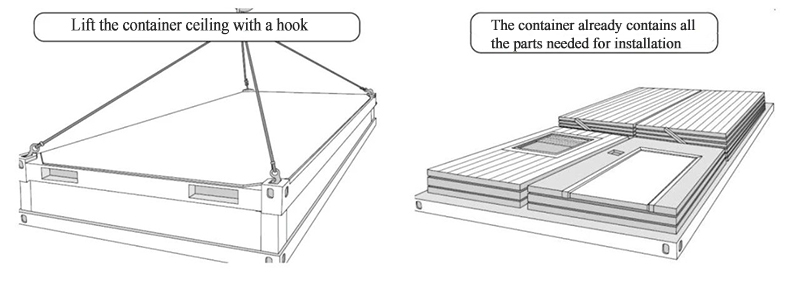 Lift the container ceiling with a hook
The container already contains all
the parts needed for installation